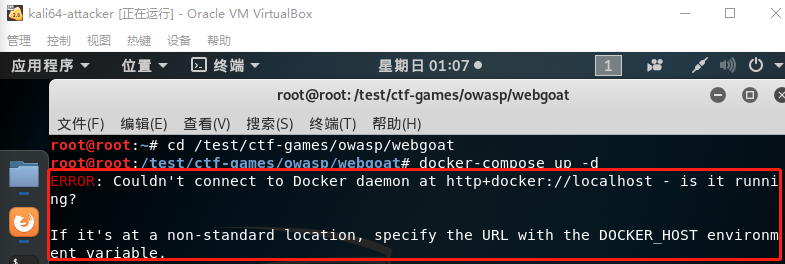 kali64-attacker [正在运行] - Oracle VM VirtualBox
管理 控制 视图 热键 设备 帮助
应用程序 位置 终端 星期日 01:07 1
root@root: /test/ctf-games/owasp/webgoat
文件(F) 编辑(E) 查看(V) 搜索(S) 终端(T) 帮助(H)
root@root:~# cd /test/ctf-games/owasp/webgoat
root@root:/test/ctf-games/owasp/webgoat# docker-compose up -d
ERROR: Couldn't connect to Docker daemon at http+docker://localhost - is it runni
ng?
If it's at a non-standard location, specify the URL with the DOCKER_HOST environm
ent variable.